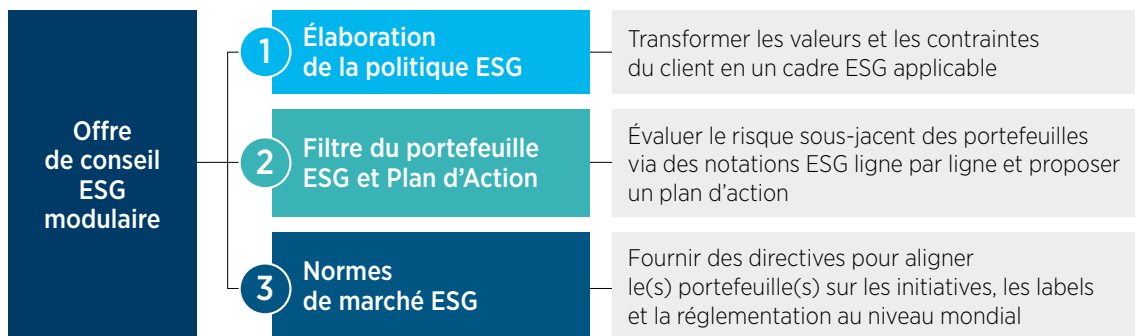 Offre
de conseil
ESG
modulaire
1
Élaboration
de la politique ESG
Transformer les valeurs et les contraintes
du client en un cadre ESG applicable
2
Filtre du portefeuille
ESG et Plan d’Action
Évaluer le risque sous-jacent des portefeuilles
via des notations ESG ligne par ligne et proposer
un plan d’action
3
Normes
de marché ESG
Fournir des directives pour aligner
le(s) portefeuille(s) sur les initiatives, les labels
et la réglementation au niveau mondial